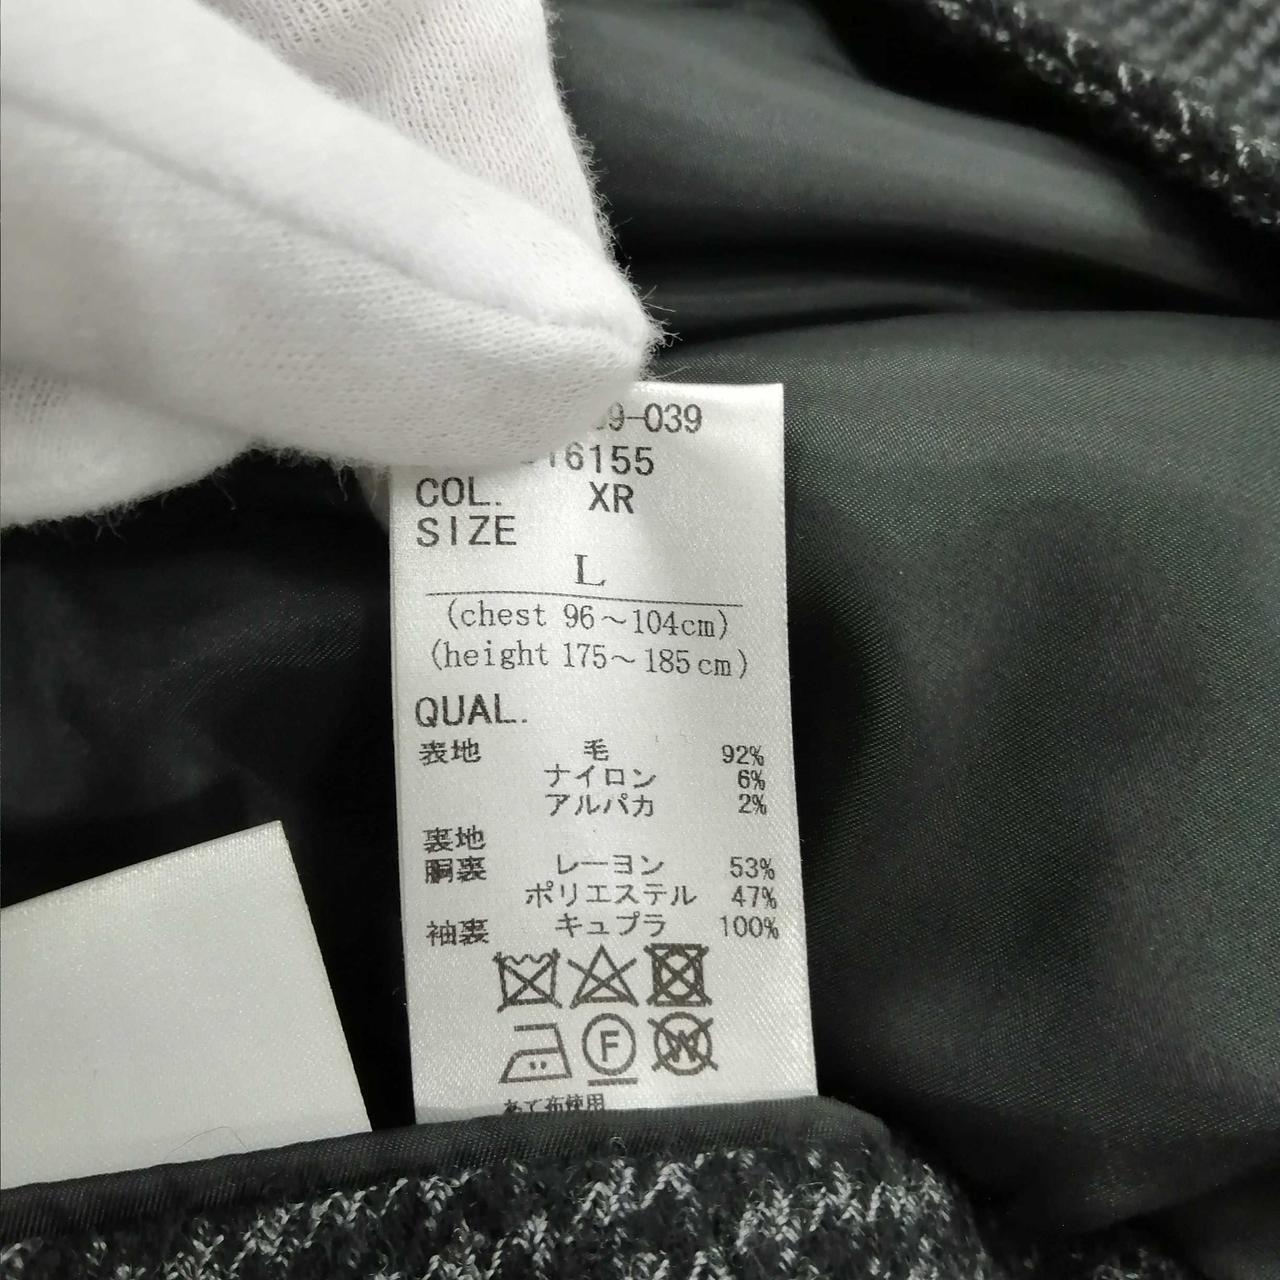 9-039
16155
COL. XR
SIZE
L
(chest 96～104cm)
(height 175～185cm)
QUAL.
表地 毛 92%
ナイロン 6%
アルパカ 2%
裏地
胴裏 レーヨン 53%
ポリエステル 47%
袖裏 キュプラ 100%
F W
あて布使用